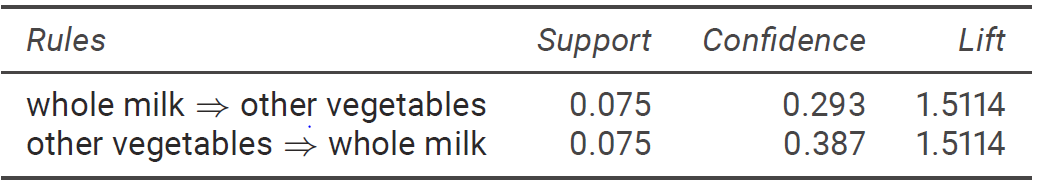 Rules Support Confidence Lift
whole milk ⇒ other vegetables 0.075 0.293 1.5114
other vegetables ⇒ whole milk 0.075 0.387 1.5114